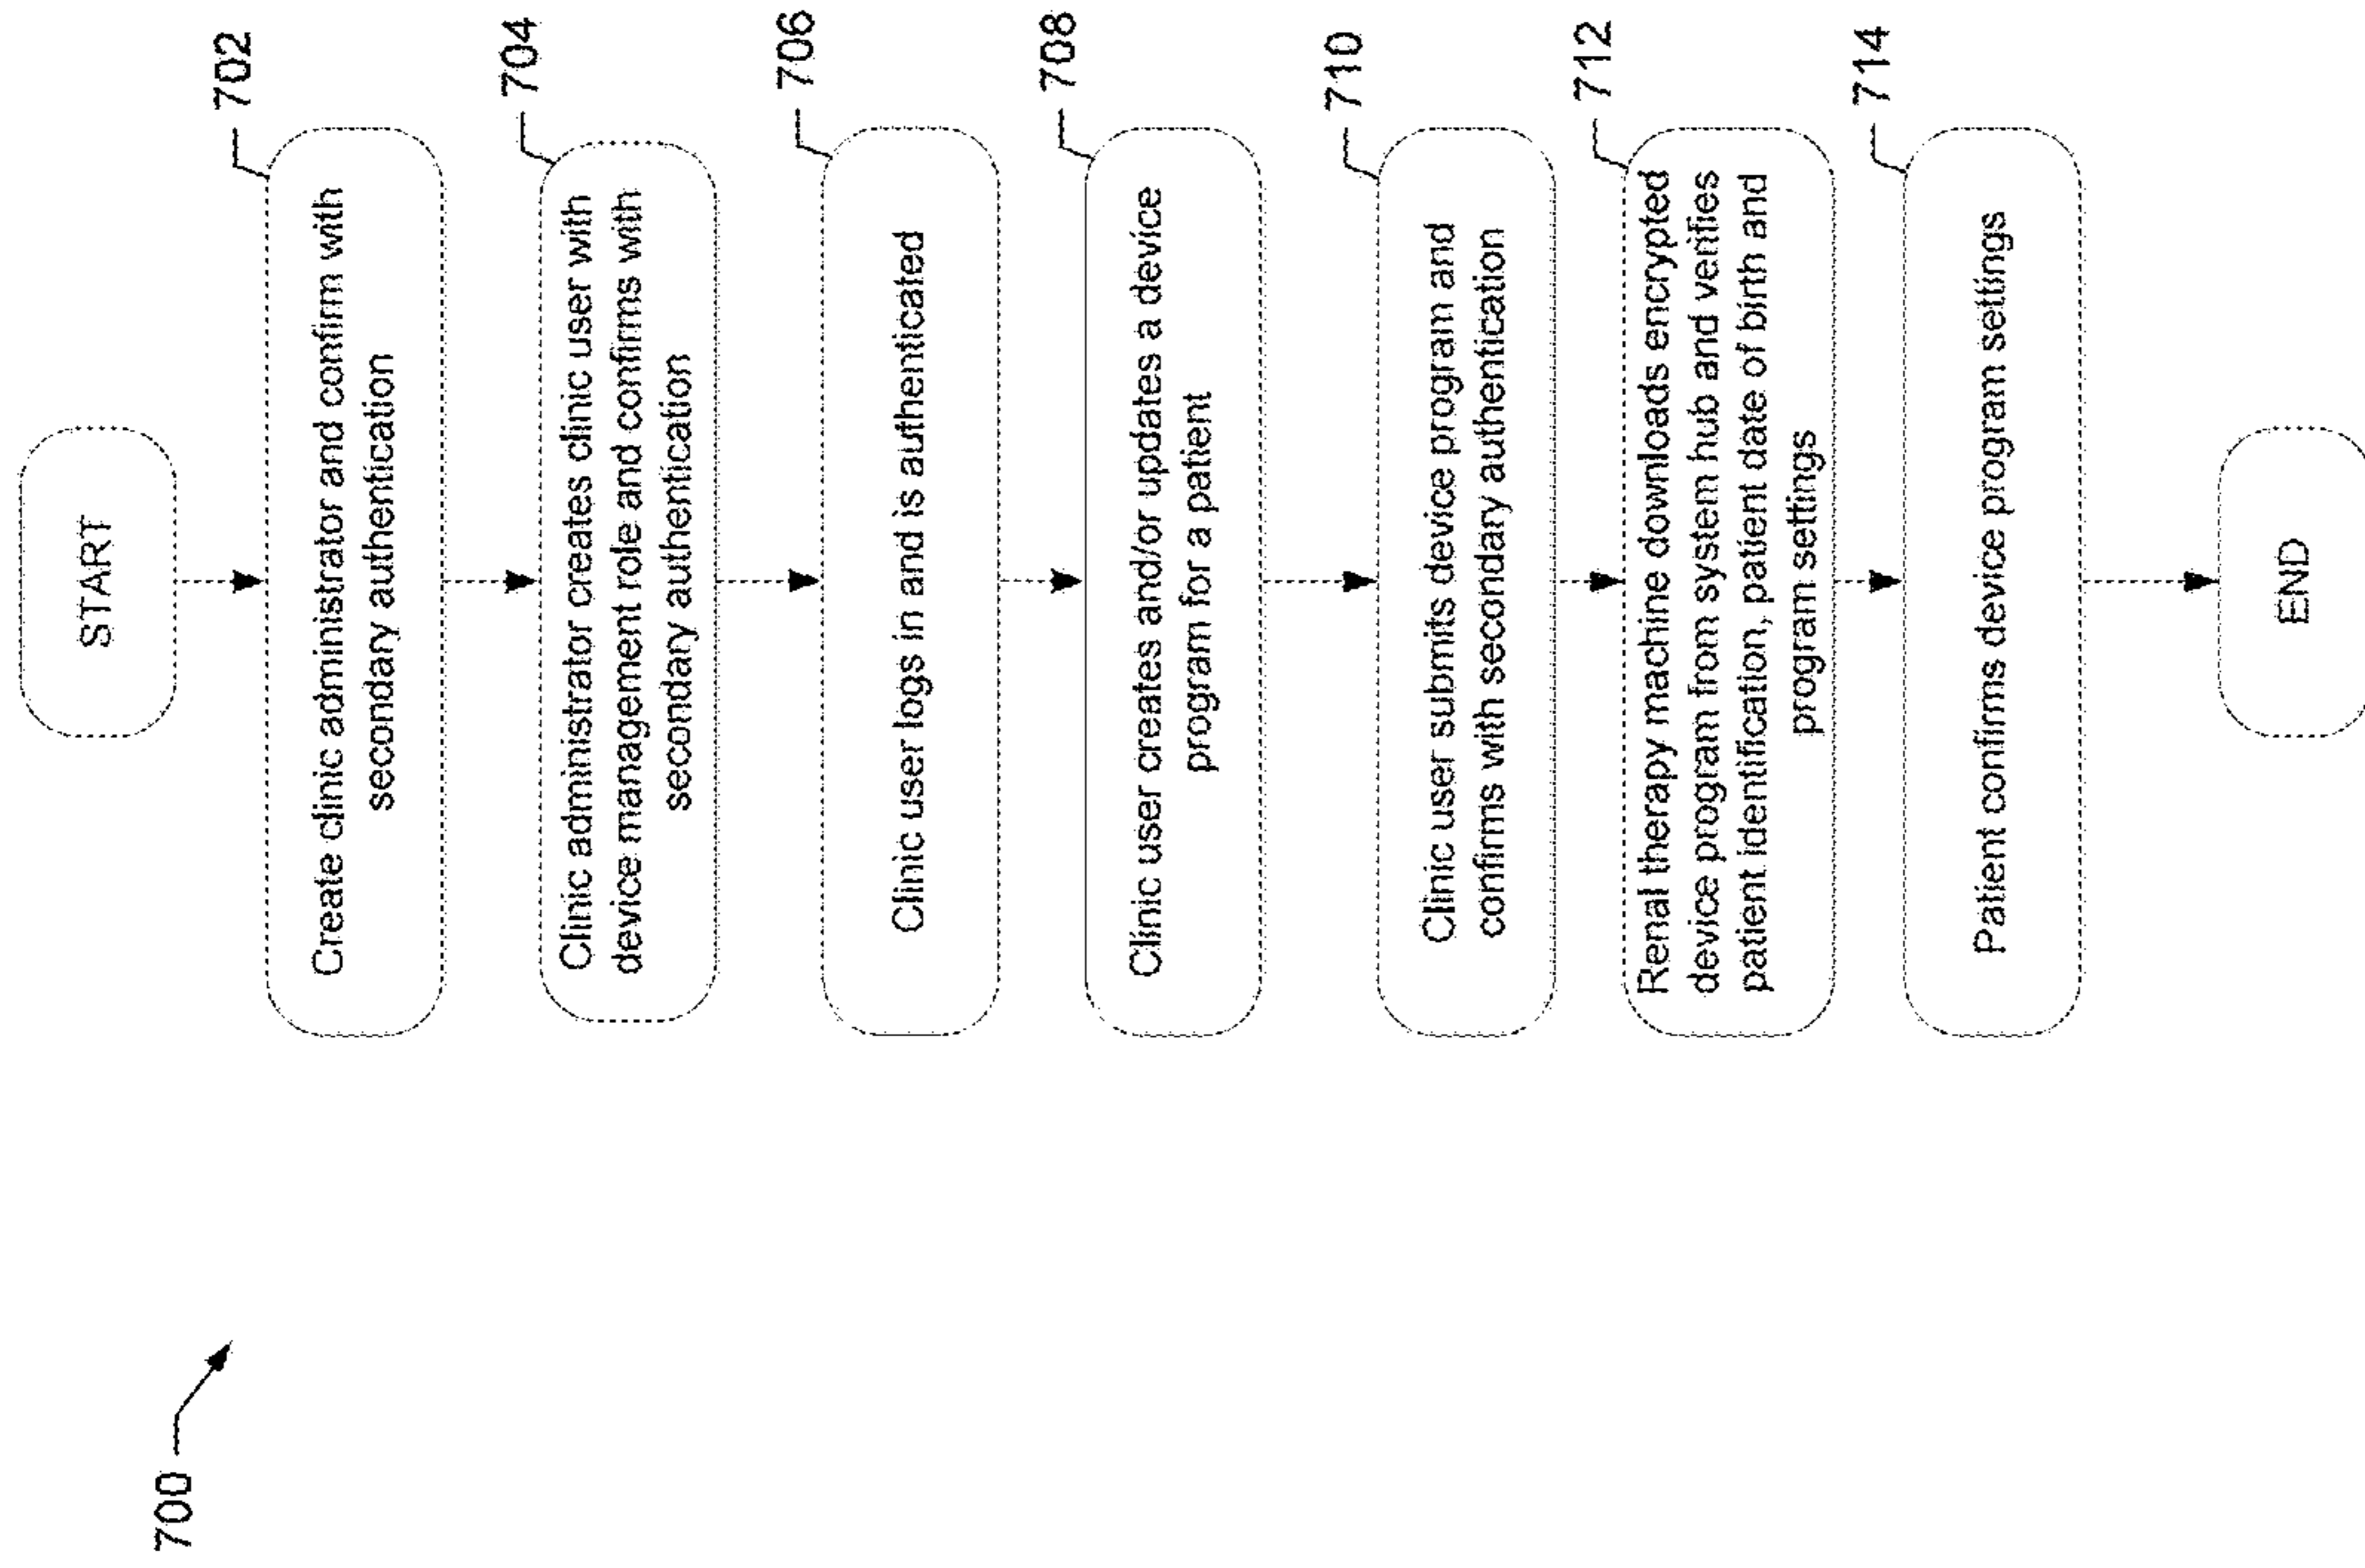 700
START
702
Create clinic administrator and confirm with
secondary authentication
704
Clinic administrator creates clinic user with
device management role and confirms with
secondary authentication
706
Clinic user logs in and is authenticated
708
Clinic user creates and/or updates a device
program for a patient
710
Clinic user submits device program and
confirms with secondary authentication
712
Renal therapy machine downloads encrypted
device program from system hub and verifies
patient identification, patient date of birth and
program settings
714
Patient confirms device program settings
END